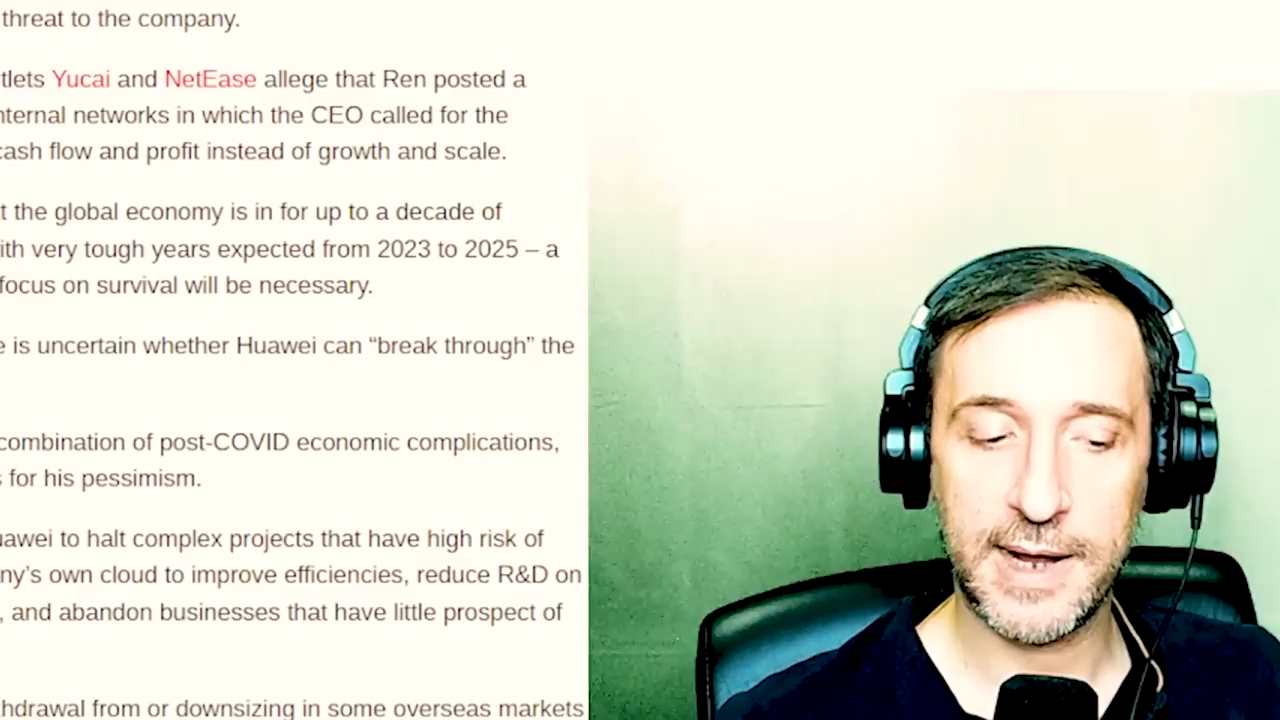 threat to the company.
tlets Yucai and NetEase allege that Ren posted a
nternal networks in which the CEO called for the
cash flow and profit instead of growth and scale.
t the global economy is in for up to a decade of
ith very tough years expected from 2023 to 2025 – a
focus on survival will be necessary.
e is uncertain whether Huawei can “break through” the
combination of post-COVID economic complications,
s for his pessimism.
uawei to halt complex projects that have high risk of
ny’s own cloud to improve efficiencies, reduce R&D on
, and abandon businesses that have little prospect of
hdrawal from or downsizing in some overseas markets